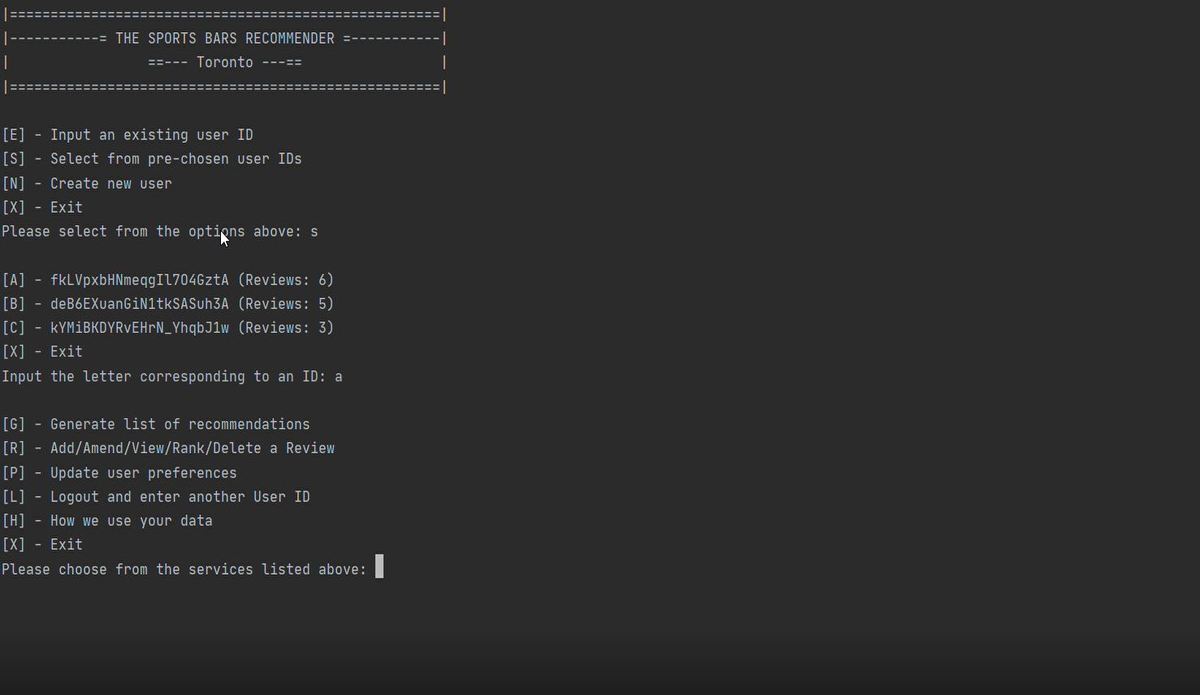 |=====================================================|
|-----------= THE SPORTS BARS RECOMMENDER =-----------|
|                 ==--- Toronto ---==                 |
|=====================================================|
[E] - Input an existing user ID
[S] - Select from pre-chosen user IDs
[N] - Create new user
[X] - Exit
Please select from the options above: s
[A] - fkLVpxbHNmeqgIl7O4GztA (Reviews: 6)
[B] - deB6EXuanGiN1tkSASuh3A (Reviews: 5)
[C] - kYMiBKDYRvEHrN_YhqbJ1w (Reviews: 3)
[X] - Exit
Input the letter corresponding to an ID: a
[G] - Generate list of recommendations
[R] - Add/Amend/View/Rank/Delete a Review
[P] - Update user preferences
[L] - Logout and enter another User ID
[H] - How we use your data
[X] - Exit
Please choose from the services listed above: